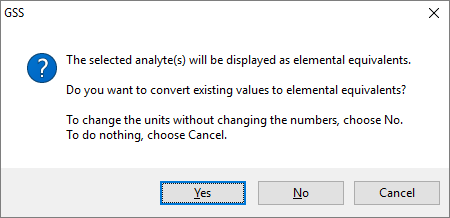 GSS
The selected analyte(s) will be displayed as elemental equivalents.
Do you want to convert existing values to elemental equivalents?
To change the units without changing the numbers, choose No.
To do nothing, choose Cancel.
Yes
No
Cancel